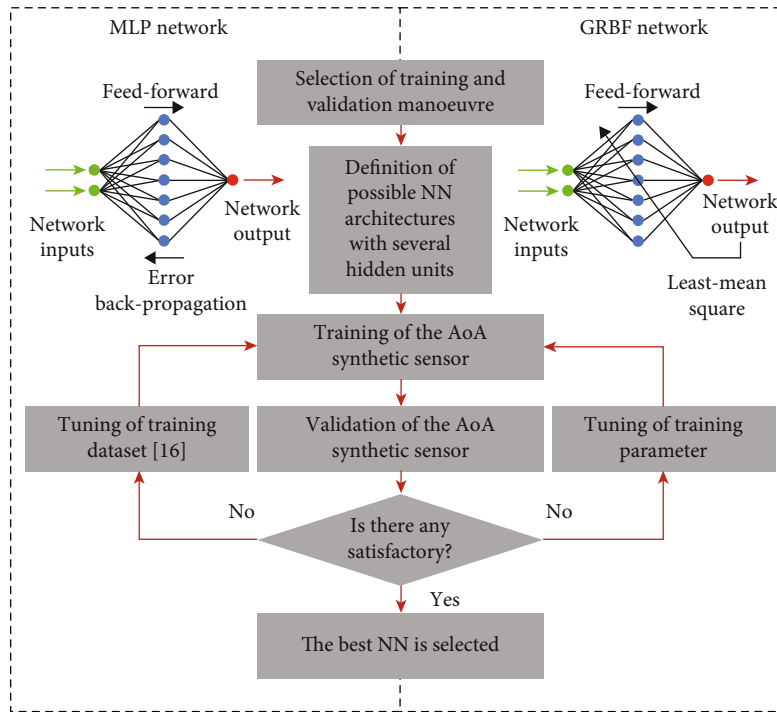 MLP network
GRBF network
Selection of training and
validation manoeuvre
Feed-forward
Network
inputs
Network
output
Error
back-propagation
Definition of
possible NN
architectures
with several
hidden units
Feed-forward
Network
inputs
Network
output
Least-mean
square
Training of the AoA
synthetic sensor
Tuning of training
dataset [16]
Validation of the AoA
synthetic sensor
Tuning of training
parameter
No
Is there any
satisfactory?
No
Yes
The best NN is selected